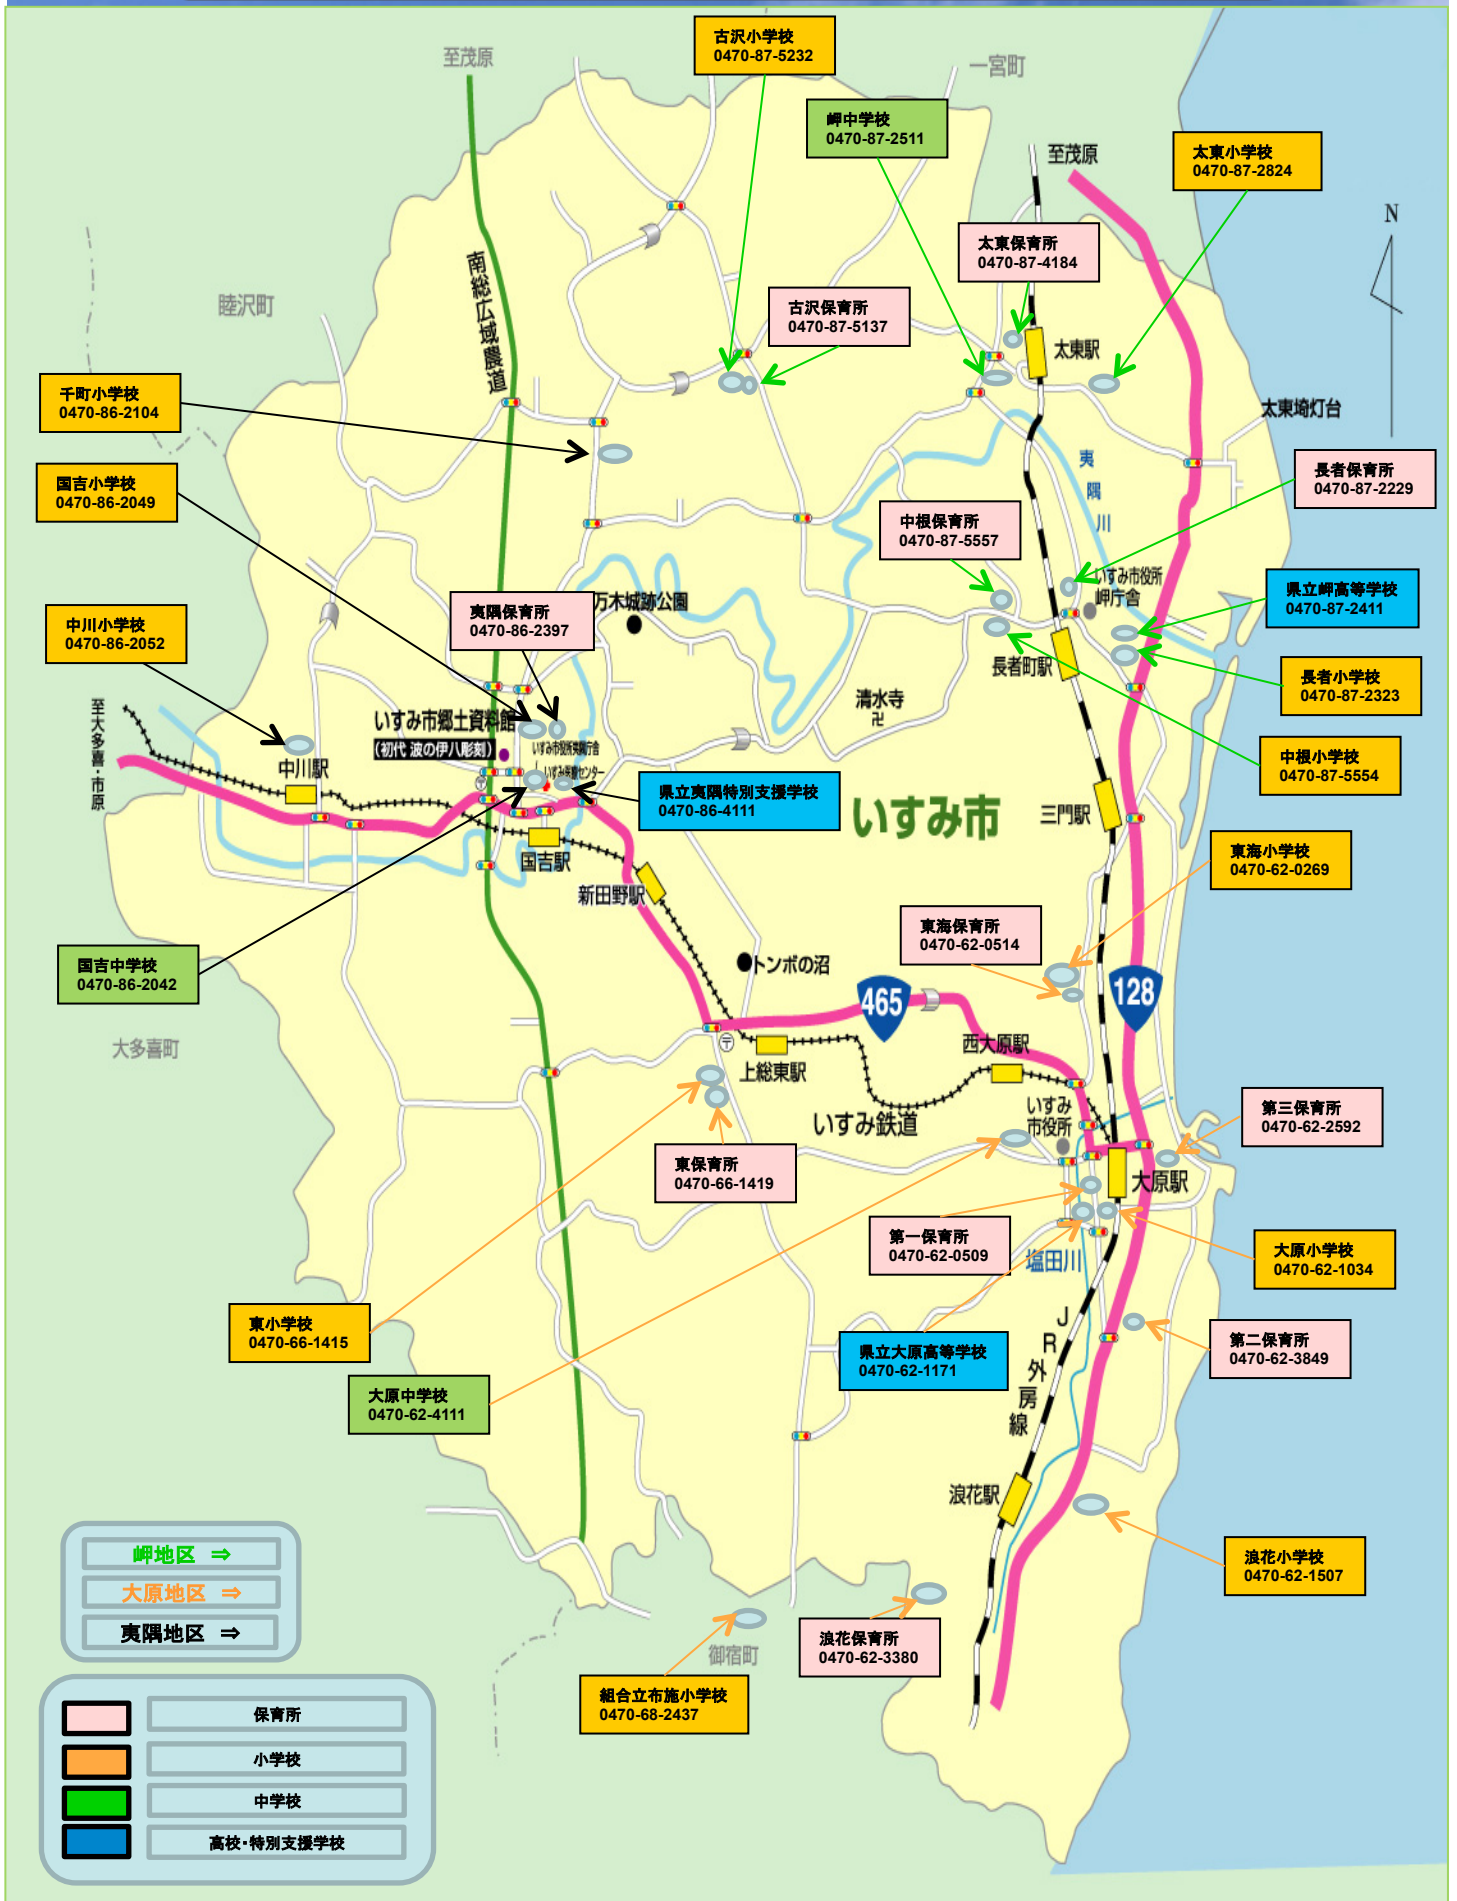 古沢小学校
0470-87-5232
至茂原
一宮町
岬中学校
0470-87-2511
至茂原
太東小学校
0470-87-2824
N
太東保育所
0470-87-4184
南総広域農道
睦沢町
古沢保育所
0470-87-5137
太東駅
千町小学校
0470-86-2104
太東埼灯台
国吉小学校
0470-86-2049
夷隅川
長者保育所
0470-87-2229
中根保育所
0470-87-5557
いすみ市役所
岬庁舎
県立岬高等学校
0470-87-2411
万木城跡公園
夷隅保育所
0470-86-2397
中川小学校
0470-86-2052
長者町駅
長者小学校
0470-87-2323
清水寺
卍
至大多喜・市原
いすみ市郷土資料館
(初代 波の伊八彫刻)
いすみ市役所夷隅庁舎
いすみ医療センター
中川駅
中根小学校
0470-87-5554
県立夷隅特別支援学校
0470-86-4111
いすみ市
三門駅
国吉駅
東海小学校
0470-62-0269
新田野駅
東海保育所
0470-62-0514
国吉中学校
0470-86-2042
トンボの沼
465
128
大多喜町
西大原駅
〒
上総東駅
いすみ鉄道
いすみ
市役所
第三保育所
0470-62-2592
東保育所
0470-66-1419
大原駅
第一保育所
0470-62-0509
塩田川
大原小学校
0470-62-1034
東小学校
0470-66-1415
JR外房線
県立大原高等学校
0470-62-1171
第二保育所
0470-62-3849
大原中学校
0470-62-4111
浪花駅
浪花小学校
0470-62-1507
岬地区 ⇒
大原地区 ⇒
夷隅地区 ⇒
浪花保育所
0470-62-3380
御宿町
組合立布施小学校
0470-68-2437
保育所
小学校
中学校
高校・特別支援学校